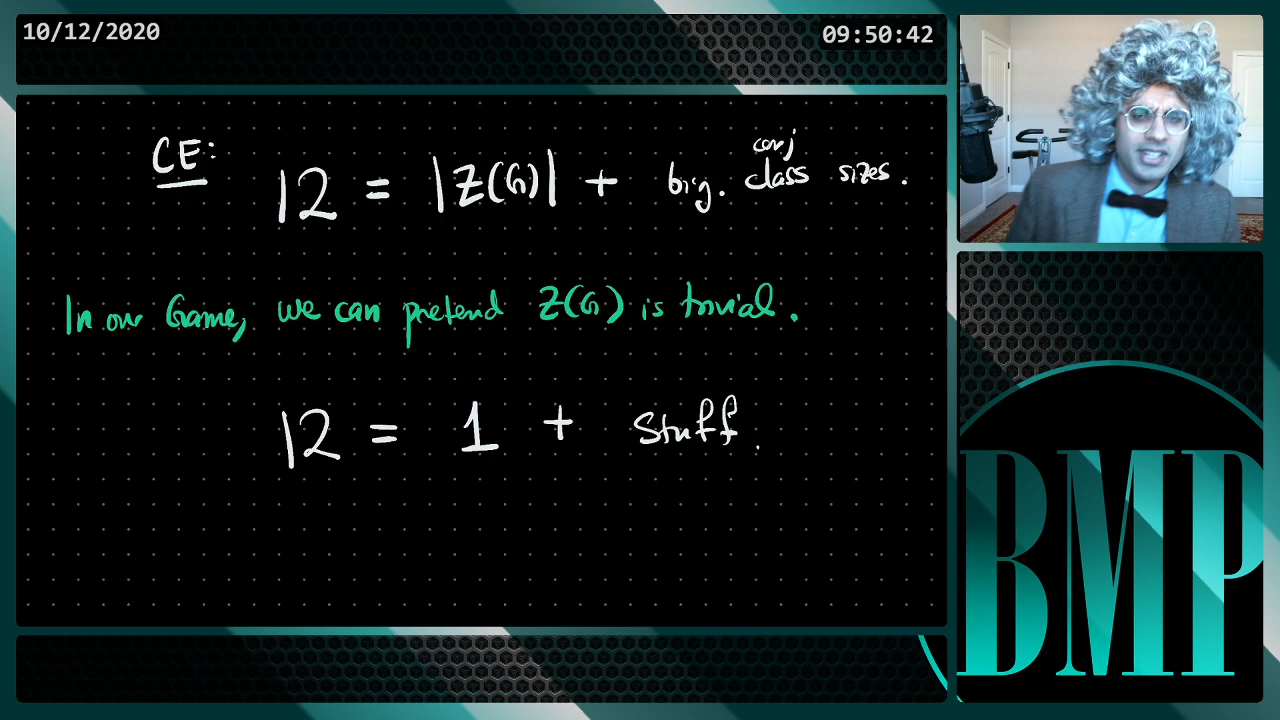 10/12/2020
09:50:42
conj
CE: 12 = |Z(G)| + big. class sizes.
In our Game, we can pretend Z(G) is trivial.
12 = 1 + Stuff.
BMP